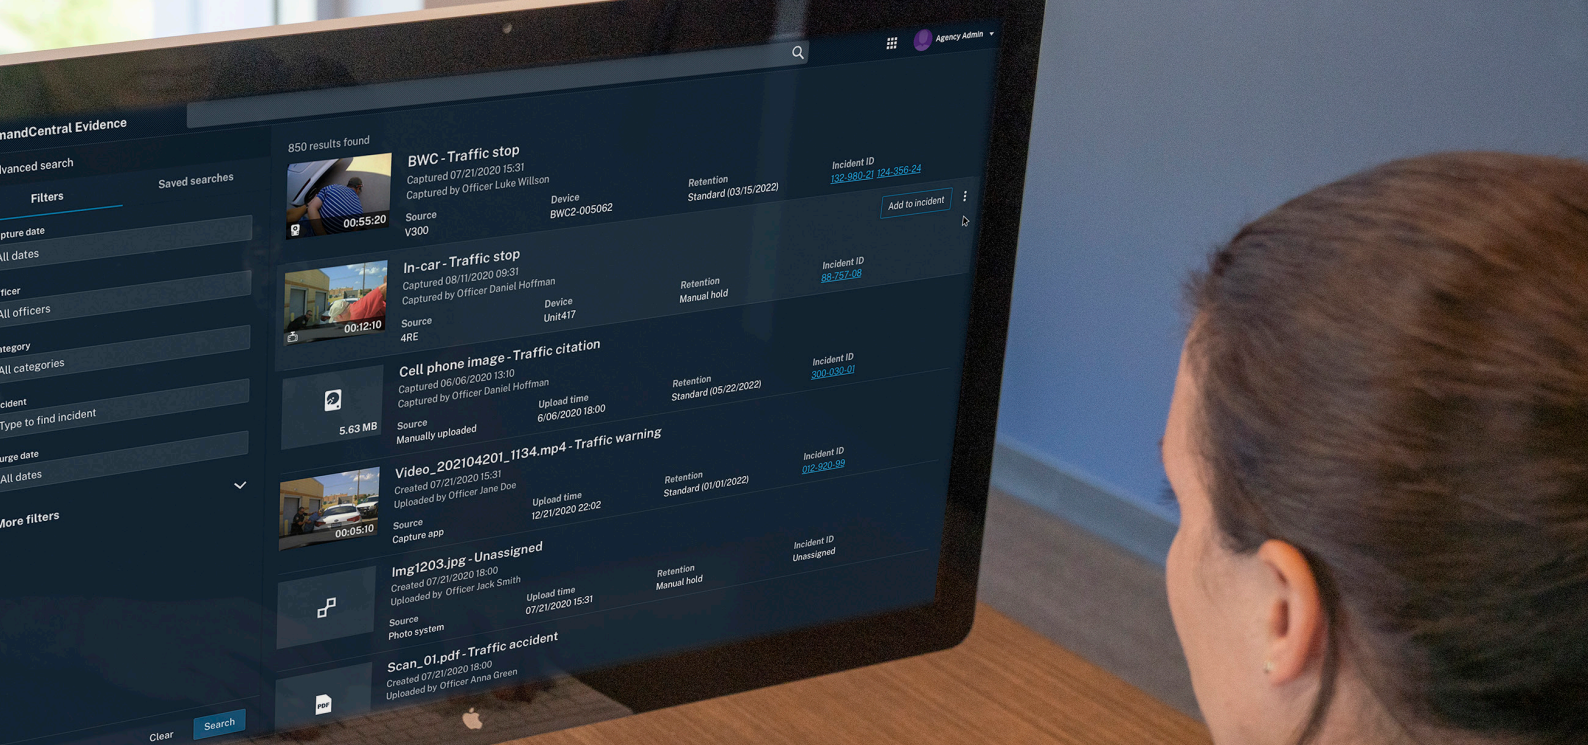 Agency Admin
mandCentral Evidence
dvanced search
Filters
Saved searches
pture date
All dates
ficer
All officers
ategory
All categories
cident
Type to find incident
urge date
All dates
More filters
Clear
Search
850 results found
00:55:20
BWC - Traffic stop
Captured 07/21/2020 15:31
Captured by Officer Luke Willson
Source
V300
Device
BWC2-005062
Retention
Standard (03/15/2022)
Incident ID
132-980-21 124-356-24
Add to incident
00:12:10
In-car - Traffic stop
Captured 08/11/2020 09:31
Captured by Officer Daniel Hoffman
Source
4RE
Device
Unit417
Retention
Manual hold
Incident ID
88-757-08
5.63 MB
Cell phone image - Traffic citation
Captured 06/06/2020 13:10
Captured by Officer Daniel Hoffman
Source
Manually uploaded
Upload time
6/06/2020 18:00
Retention
Standard (05/22/2022)
Incident ID
300-030-01
00:05:10
Video_202104201_1134.mp4 - Traffic warning
Created 07/21/2020 15:31
Uploaded by Officer Jane Doe
Source
Capture app
Upload time
12/21/2020 22:02
Retention
Standard (01/01/2022)
Incident ID
012-920-99
Img1203.jpg - Unassigned
Created 07/21/2020 18:00
Uploaded by Officer Jack Smith
Source
Photo system
Upload time
07/21/2020 15:31
Retention
Manual hold
Incident ID
Unassigned
PDF
Scan_01.pdf - Traffic accident
Created 07/21/2020 18:00
Uploaded by Officer Anna Green